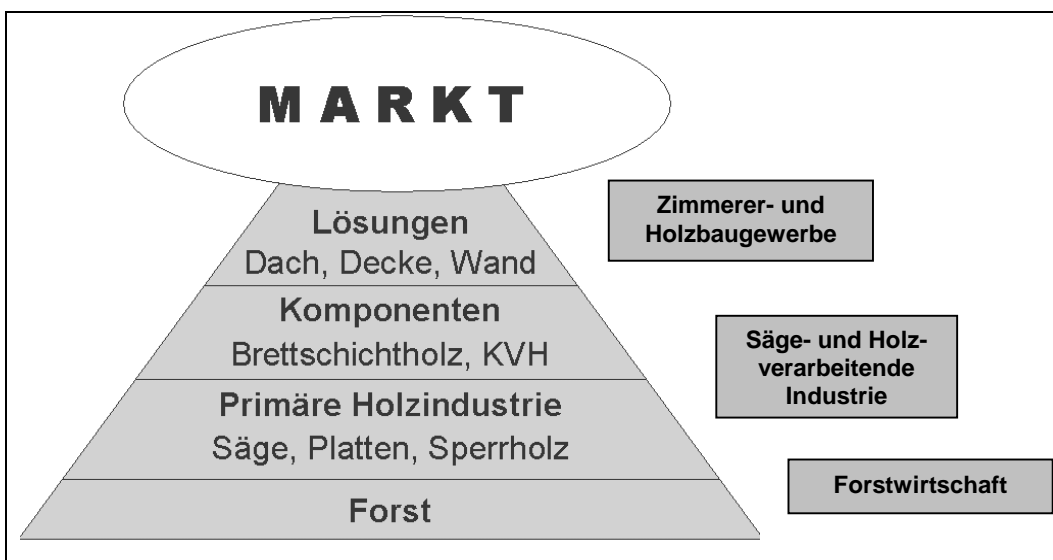 M A R K T
Lösungen
Dach, Decke, Wand
Zimmerer- und
Holzbaugewerbe
Komponenten
Brettschichtholz, KVH
Säge- und Holz-
verarbeitende
Industrie
Primäre Holzindustrie
Säge, Platten, Sperrholz
Forst
Forstwirtschaft